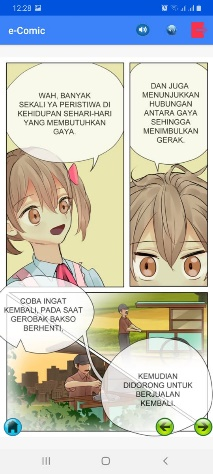 12.28
e-Comic
WAH, BANYAK
SEKALI YA PERISTIWA DI
KEHIDUPAN SEHARI-HARI
YANG MEMBUTUHKAN
GAYA.
DAN JUGA
MENUNJUKKAN
HUBUNGAN
ANTARA GAYA
SEHINGGA
MENIMBULKAN
GERAK.
COBA INGAT
KEMBALI, PADA SAAT
GEROBAK BAKSO
BERHENTI,
KEMUDIAN
DIDORONG UNTUK
BERJUALAN
KEMBALI.